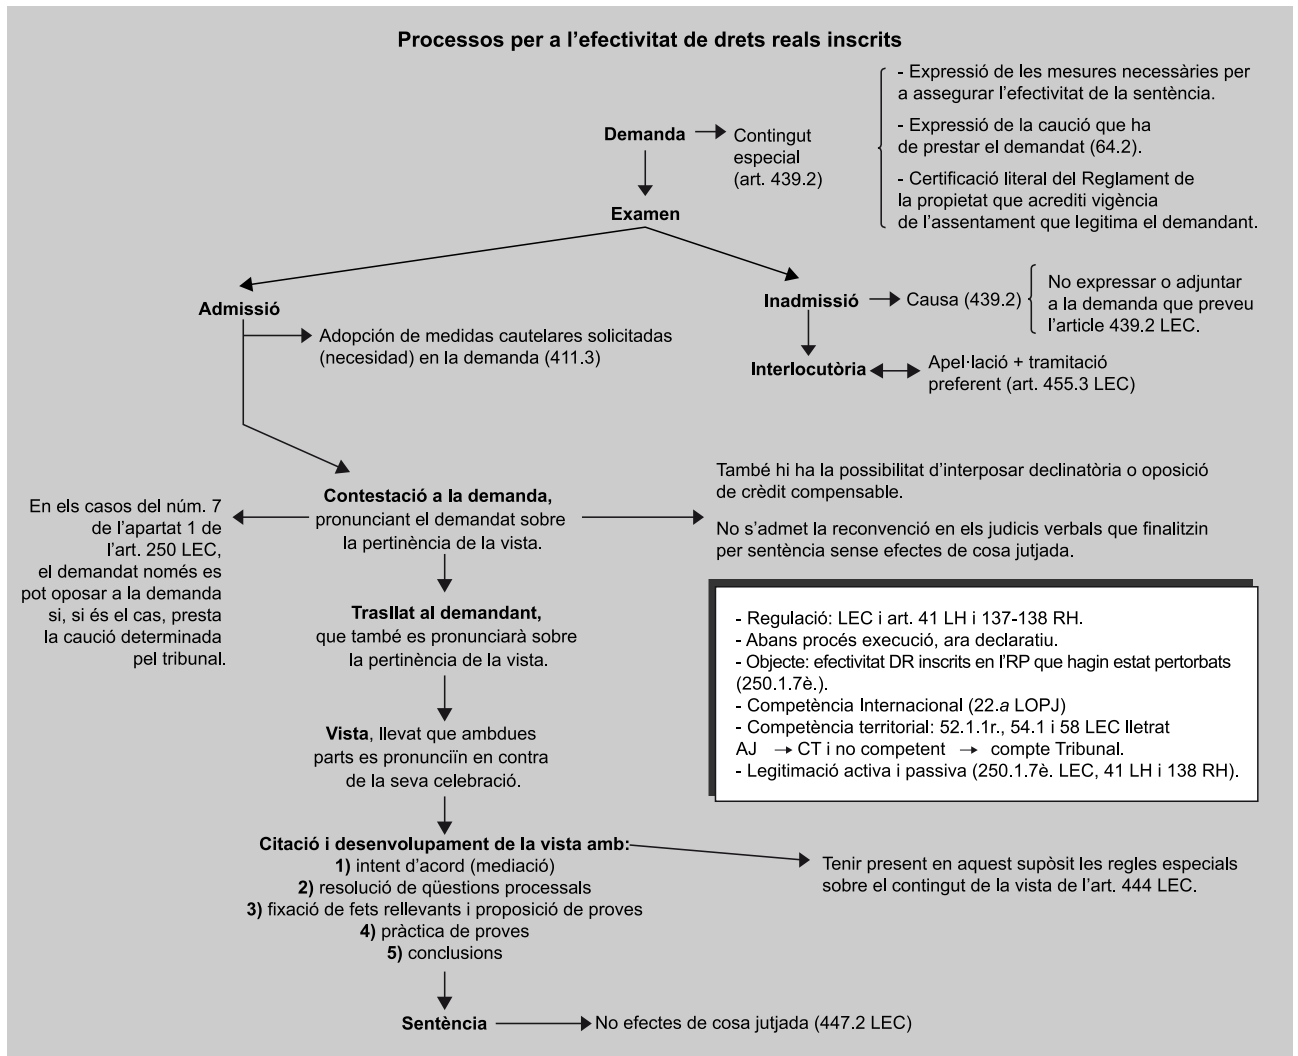 Processos per a l'efectivitat de drets reals inscrits
Demanda
Contingut
especial
(art. 439.2)
- Expressió de les mesures necessàries per
a assegurar l'efectivitat de la sentència.
- Expressió de la caució que ha
de prestar el demandat (64.2).
- Certificació literal del Reglament de
la propietat que acrediti vigència
de l'assentament que legitima el demandant.
Examen
Admissió
Adopción de medidas cautelares solicitadas
(necesidad) en la demanda (411.3)
Inadmissió
Causa (439.2)
No expressar o adjuntar
a la demanda que preveu
l'article 439.2 LEC.
Interlocutòria
Apel·lació + tramitació
preferent (art. 455.3 LEC)
Contestació a la demanda,
pronunciant el demandat sobre
la pertinència de la vista.
En els casos del núm. 7
de l'apartat 1 de
l'art. 250 LEC,
el demandat només es
pot oposar a la demanda
si, si és el cas, presta
la caució determinada
pel tribunal.
També hi ha la possibilitat d'interposar declinatòria o oposició
de crèdit compensable.
No s'admet la reconvenció en els judicis verbals que finalitzin
per sentència sense efectes de cosa jutjada.
Trasllat al demandant,
que també es pronunciarà sobre
la pertinència de la vista.
- Regulació: LEC i art. 41 LH i 137-138 RH.
- Abans procés execució, ara declaratiu.
- Objecte: efectivitat DR inscrits en l'RP que hagin estat pertorbats
(250.1.7è.).
- Competència Internacional (22.a LOPJ)
- Competència territorial: 52.1.1r., 54.1 i 58 LEC lletrat
AJ → CT i no competent → compte Tribunal.
- Legitimació activa i passiva (250.1.7è. LEC, 41 LH i 138 RH).
Vista, llevat que ambdues
parts es pronunciïn en contra
de la seva celebració.
Citació i desenvolupament de la vista amb:
1) intent d'acord (mediació)
2) resolució de qüestions processals
3) fixació de fets rellevants i proposició de proves
4) pràctica de proves
5) conclusions
Tenir present en aquest supòsit les regles especials
sobre el contingut de la vista de l'art. 444 LEC.
Sentència
No efectes de cosa jutjada (447.2 LEC)